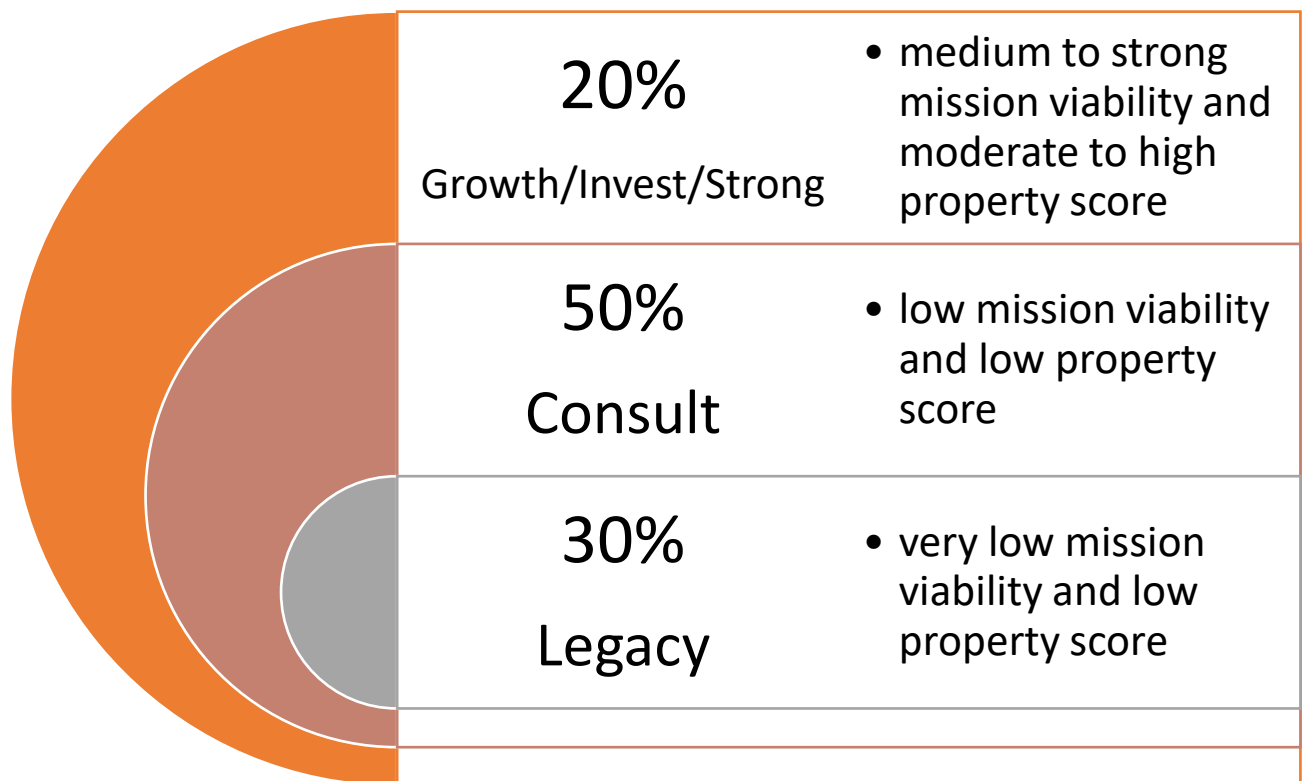 20%
Growth/Invest/Strong
• medium to strong
mission viability and
moderate to high
property score
50%
Consult
• low mission viability
and low property
score
30%
Legacy
• very low mission
viability and low
property score